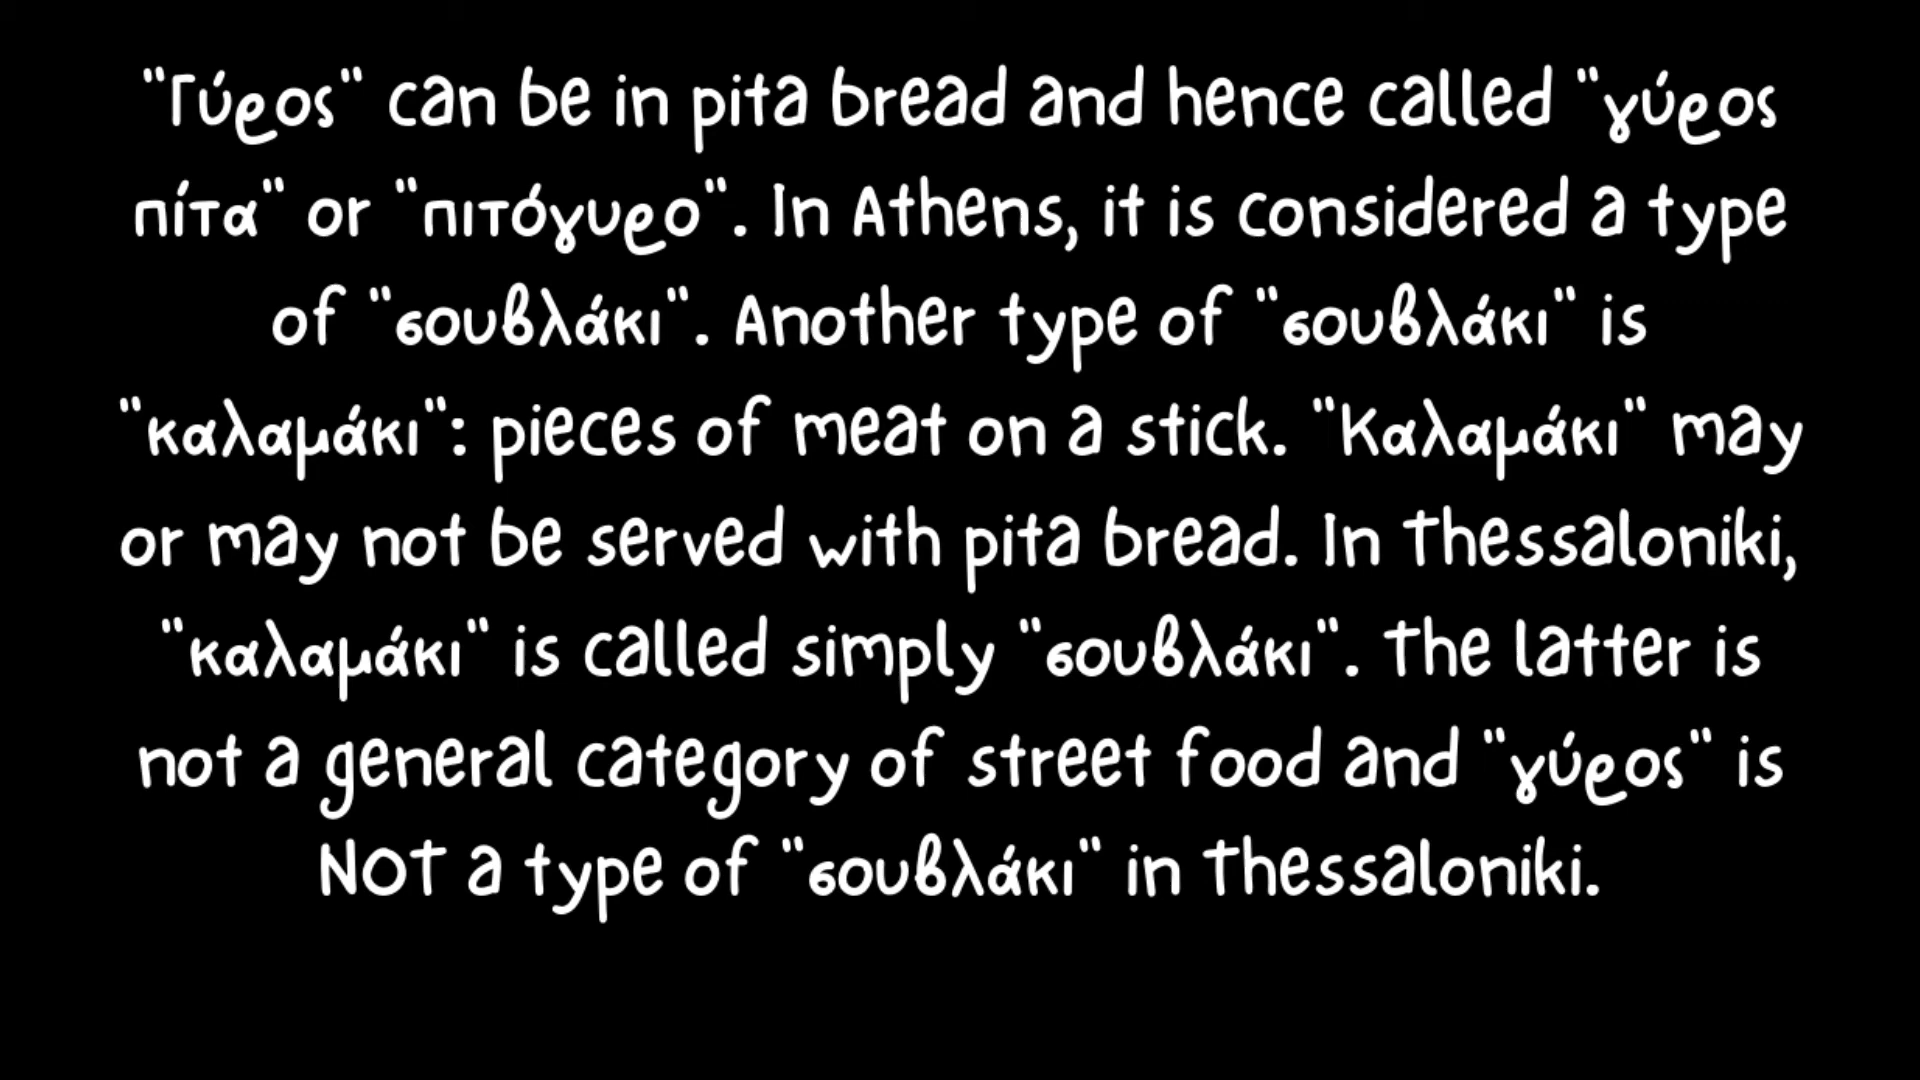 "Γύρος" can be in pita bread and hence called "γύρος
πίτα" or "πιτόγυρο". In Athens, it is considered a type
of "σουβλάκι". Another type of "σουβλάκι" is
"καλαμάκι": pieces of meat on a stick. "Καλαμάκι" may
or may not be served with pita bread. In Thessaloniki,
"καλαμάκι" is called simply "σουβλάκι". The latter is
not a general category of street food and "γύρος" is
NOT a type of "σουβλάκι" in Thessaloniki.